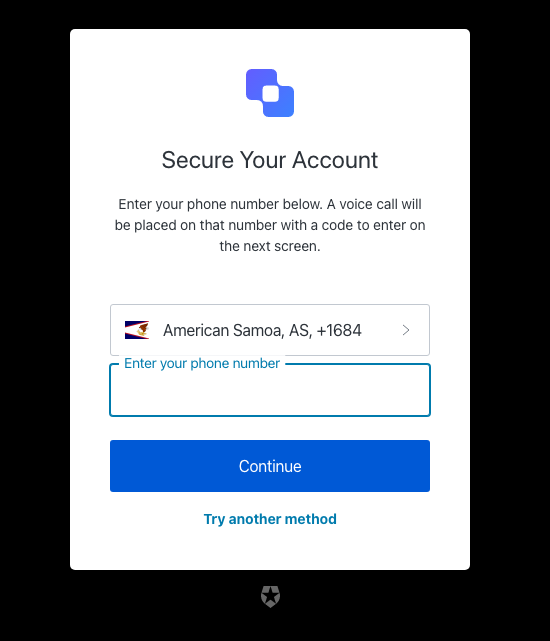 Secure Your Account
Enter your phone number below. A voice call will
be placed on that number with a code to enter on
the next screen.
American Samoa, AS, +1684
Enter your phone number
Continue
Try another method